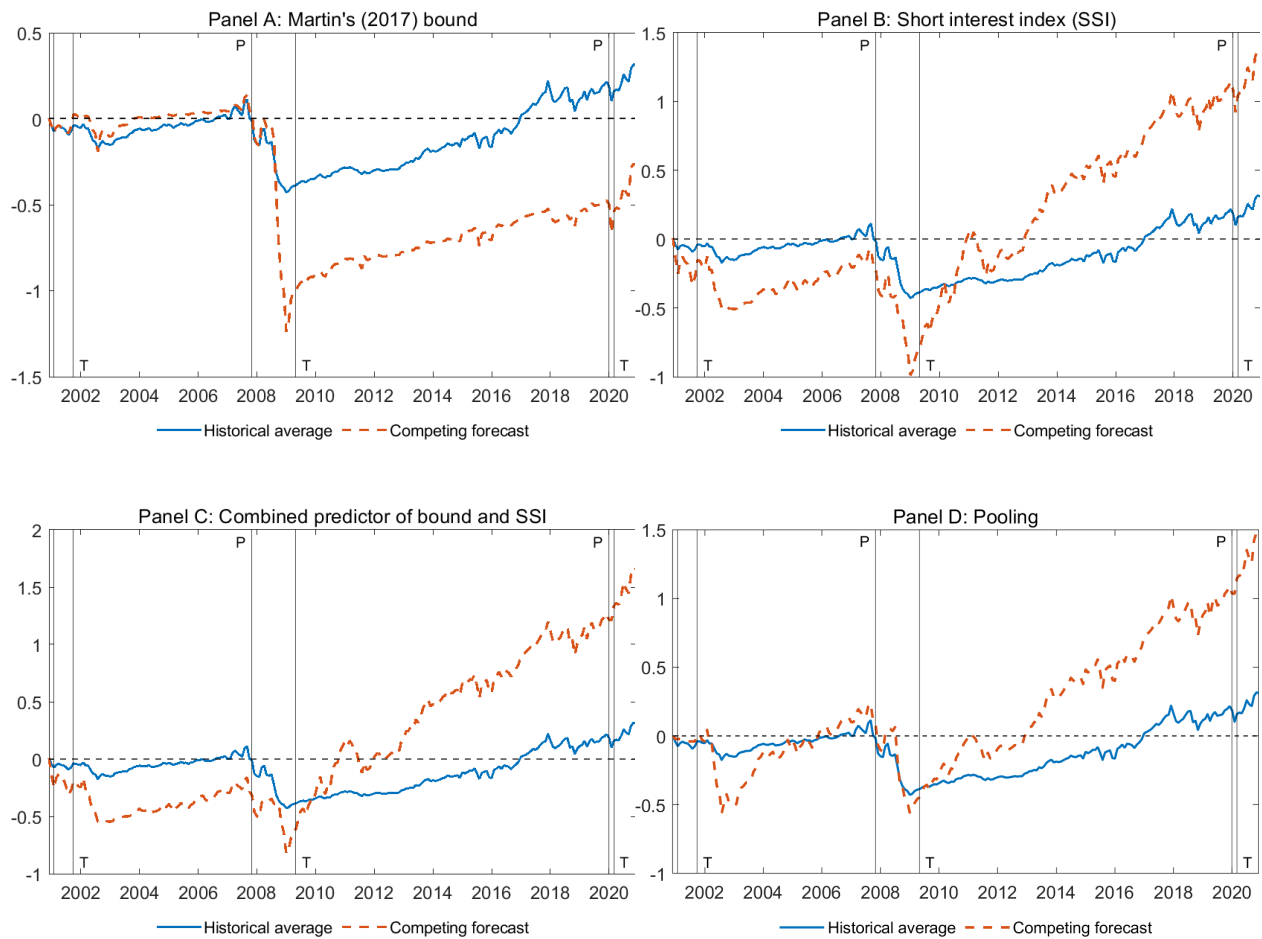 Panel A: Martin's (2017) bound
0.5
0
-0.5
-1
-1.5
P
P
T
T
T
2002 2004 2006 2008 2010 2012 2014 2016 2018 2020
Historical average Competing forecast
Panel B: Short interest index (SSI)
1.5
1
0.5
0
-0.5
-1
P
P
T
T
T
2002 2004 2006 2008 2010 2012 2014 2016 2018 2020
Historical average Competing forecast
Panel C: Combined predictor of bound and SSI
2
1.5
1
0.5
0
-0.5
-1
P
P
T
T
T
2002 2004 2006 2008 2010 2012 2014 2016 2018 2020
Historical average Competing forecast
Panel D: Pooling
1.5
1
0.5
0
-0.5
-1
P
P
T
T
T
2002 2004 2006 2008 2010 2012 2014 2016 2018 2020
Historical average Competing forecast